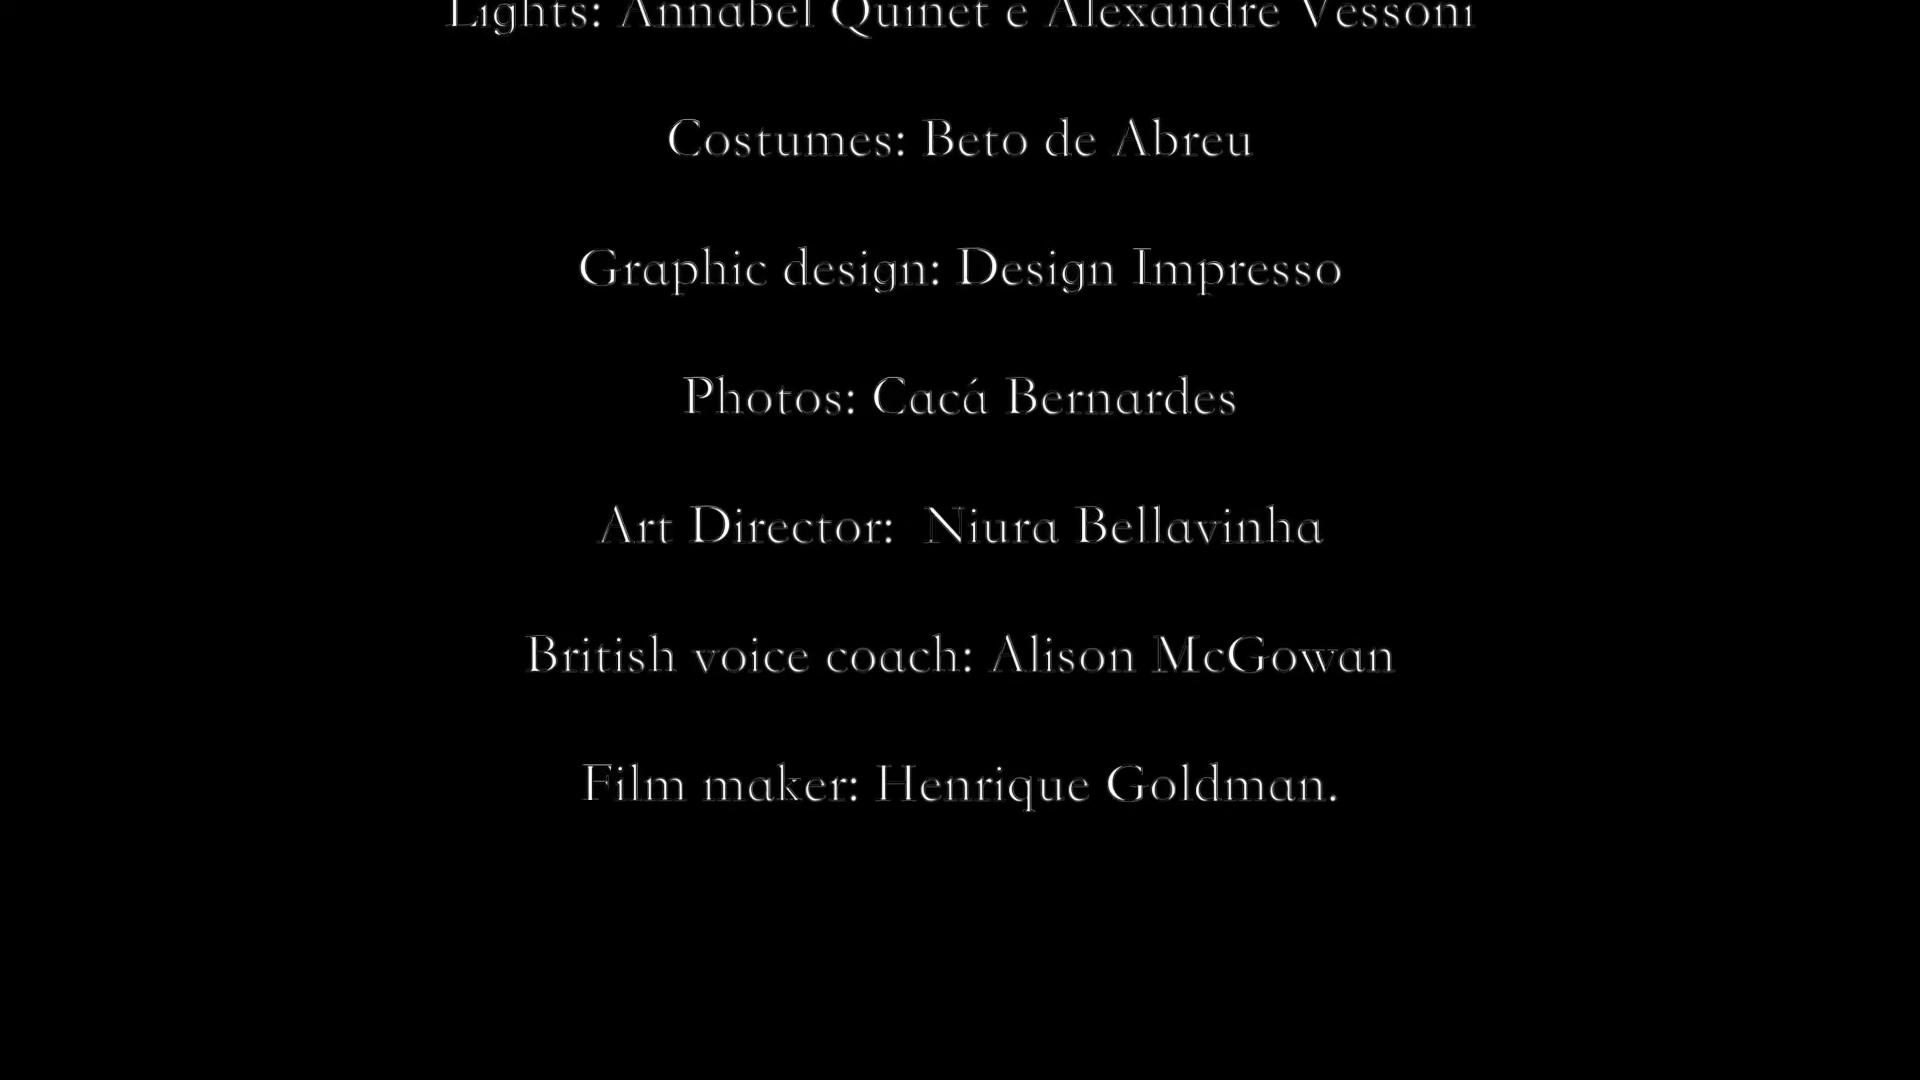 Lights: Annabel Quinet e Alexandre Vessoni
Costumes: Beto de Abreu
Graphic design: Design Impresso
Photos: Cacá Bernardes
Art Director:  Niura Bellavinha
British voice coach: Alison McGowan
Film maker: Henrique Goldman.